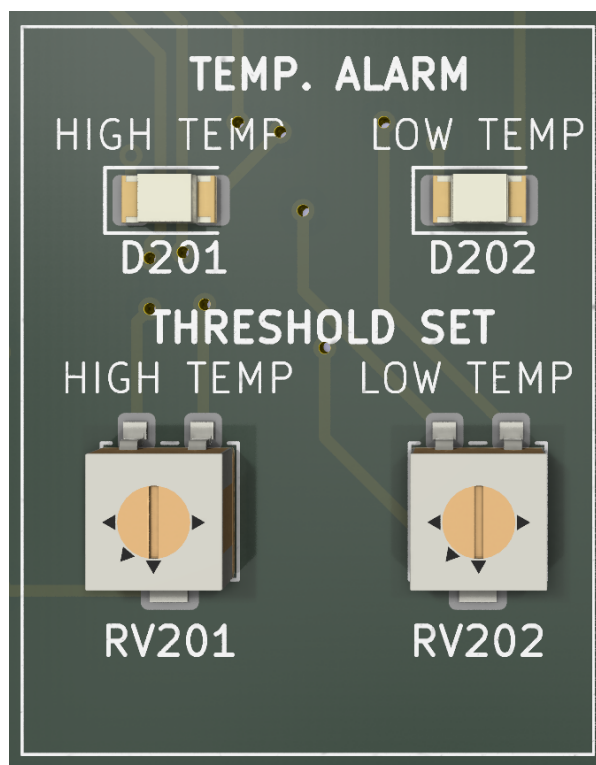 TEMP. ALARM
HIGH TEMP LOW TEMP
D201 D202
THRESHOLD SET
HIGH TEMP LOW TEMP
RV201 RV202